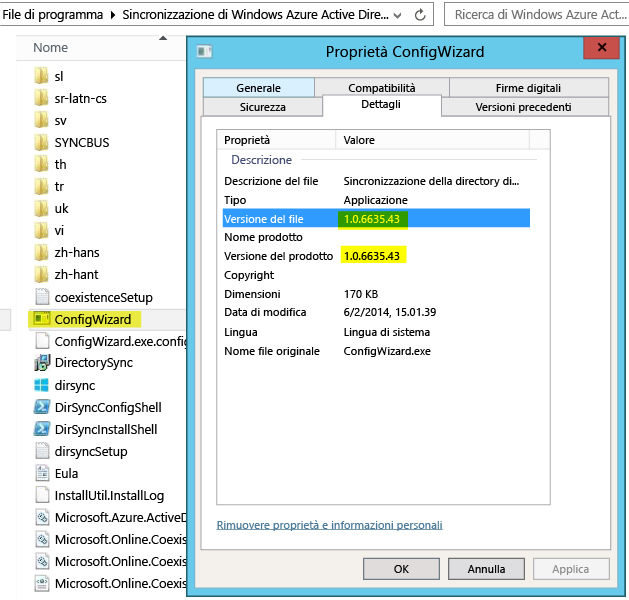 File di programma ▸ Sincronizzazione di Windows Azure Active Dire...
Ricerca di Windows Azure Act...
Nome
sl
sr-latn-cs
sv
SYNCBUS
th
tr
uk
vi
zh-hans
zh-hant
coexistenceSetup
ConfigWizard
ConfigWizard.exe.config
DirectorySync
dirsync
DirSyncConfigShell
DirSyncInstallShell
dirsyncSetup
Eula
InstallUtil.InstallLog
Microsoft.Azure.ActiveD
Microsoft.Online.Coexis
Microsoft.Online.Coexis
Microsoft.Online.Coexis
Proprietà ConfigWizard
Generale Compatibilità Firme digitali
Sicurezza Dettagli Versioni precedenti
Proprietà Valore
Descrizione
Descrizione del file Sincronizzazione della directory di...
Tipo Applicazione
Versione del file 1.0.6635.43
Nome prodotto
Versione del prodotto 1.0.6635.43
Copyright
Dimensioni 170 KB
Data di modifica 6/2/2014, 15.01.39
Lingua Lingua di sistema
Nome file originale ConfigWizard.exe
Rimuovere proprietà e informazioni personali
OK Annulla Applica